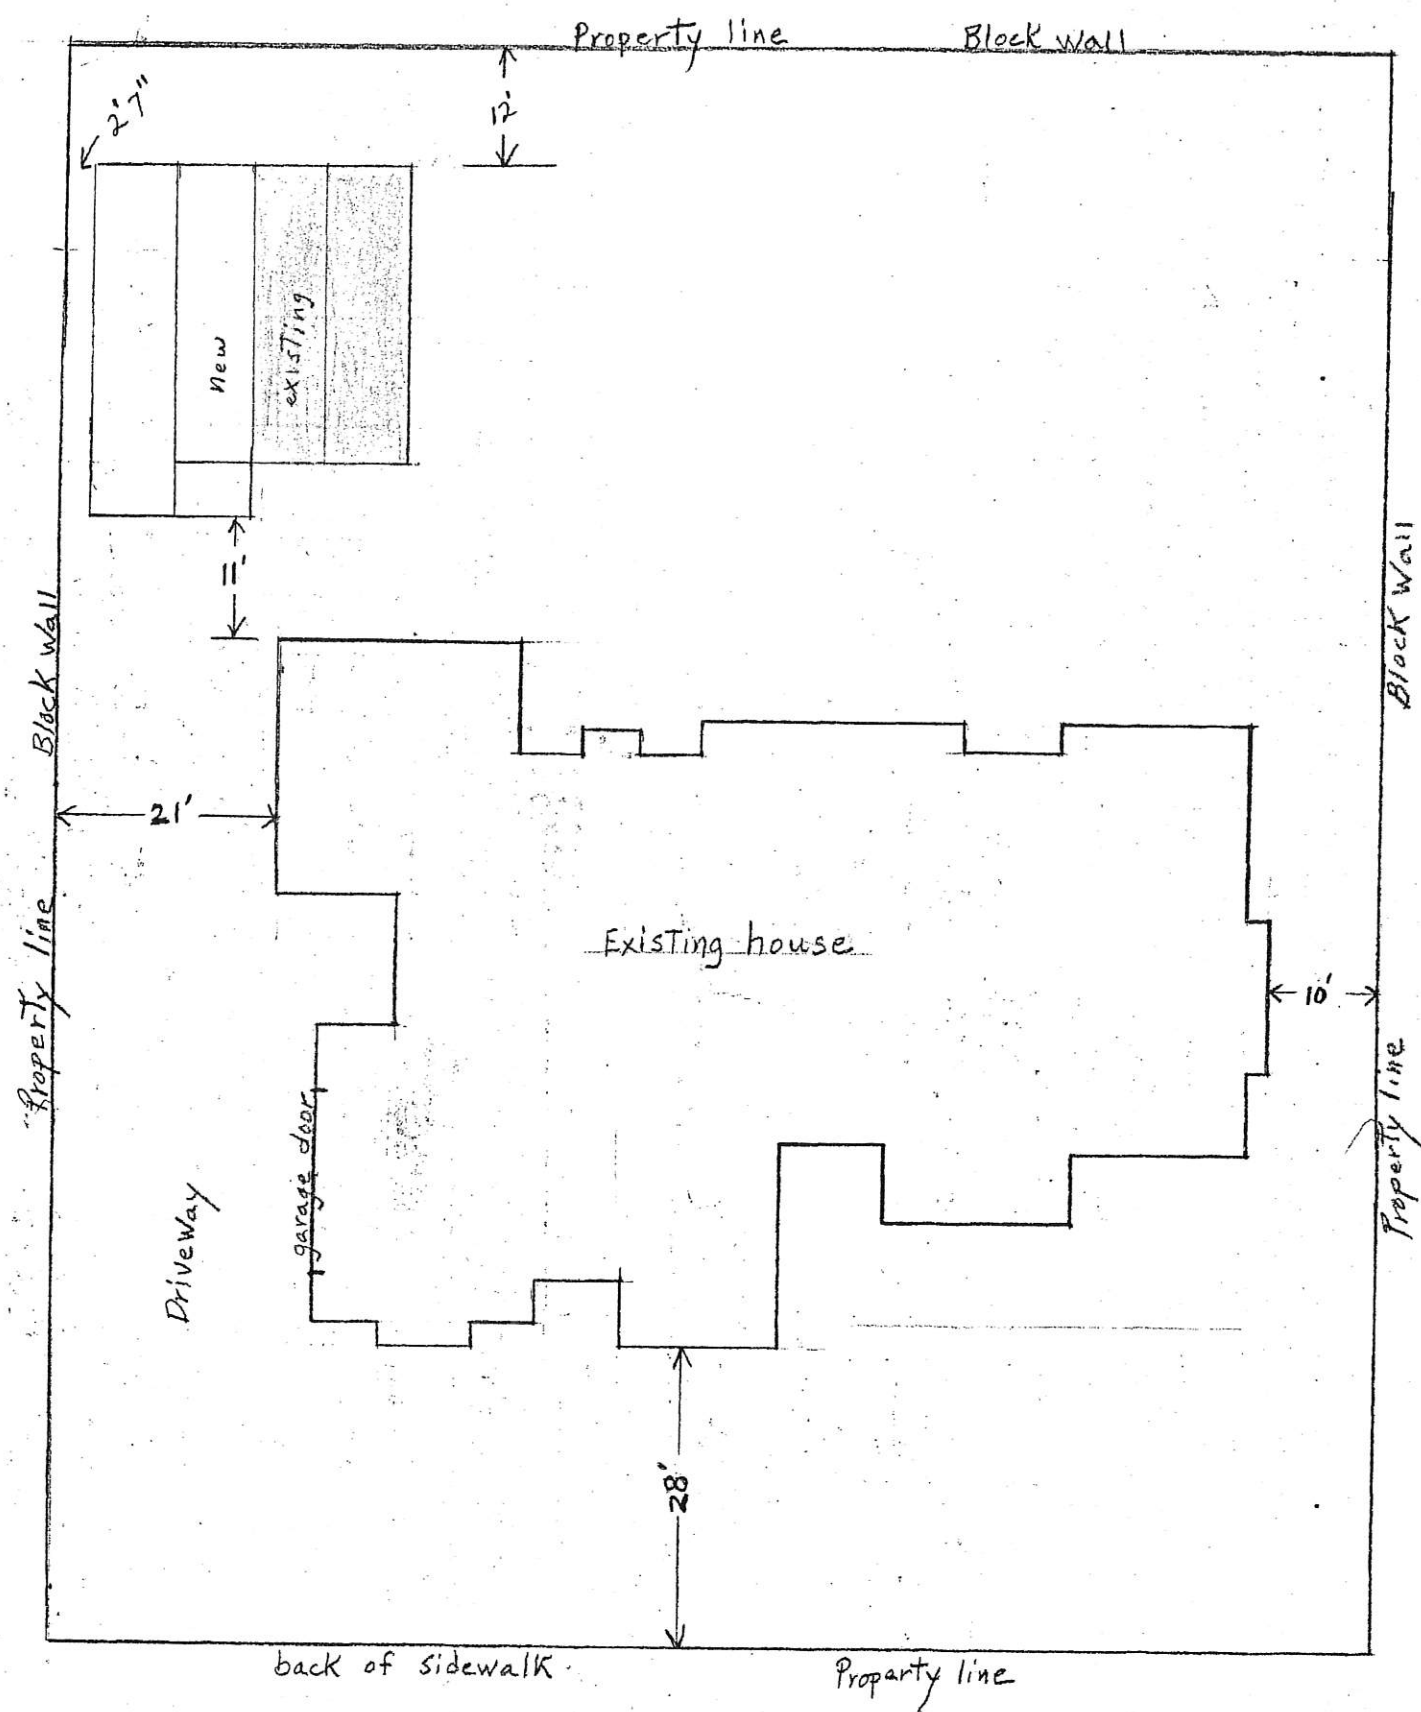 Property line
Block Wall
2'7"
12'
new
existing
11'
Block Wall
Block Wall
21'
Property line
Existing house
10'
Property line
garage door
Driveway
28'
back of sidewalk
Property line